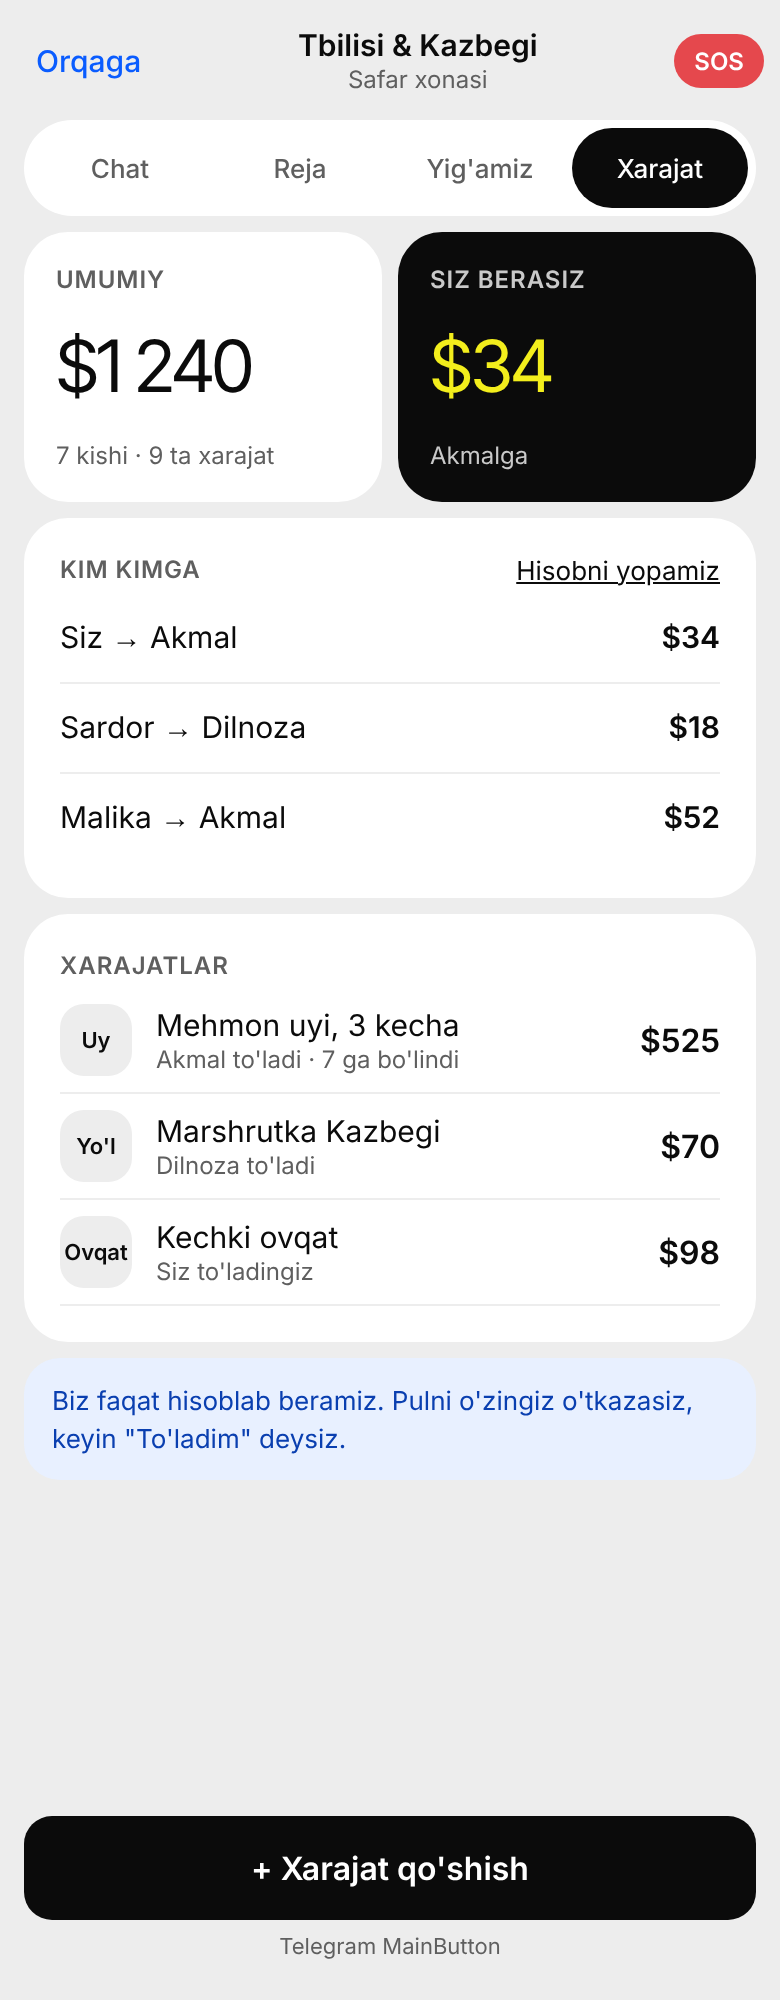 Orqaga
Tbilisi & Kazbegi
Safar xonasi
SOS
Chat
Reja
Yig'amiz
Xarajat
UMUMIY
$1 240
7 kishi · 9 ta xarajat
SIZ BERASIZ
$34
Akmalga
KIM KIMGA
Hisobni yopamiz
Siz → Akmal $34
Sardor → Dilnoza $18
Malika → Akmal $52
XARAJATLAR
Uy
Mehmon uyi, 3 kecha
Akmal to'ladi · 7 ga bo'lindi
$525
Yo'l
Marshrutka Kazbegi
Dilnoza to'ladi
$70
Ovqat
Kechki ovqat
Siz to'ladingiz
$98
Biz faqat hisoblab beramiz. Pulni o'zingiz o'tkazasiz,
keyin "To'ladim" deysiz.
+ Xarajat qo'shish
Telegram MainButton